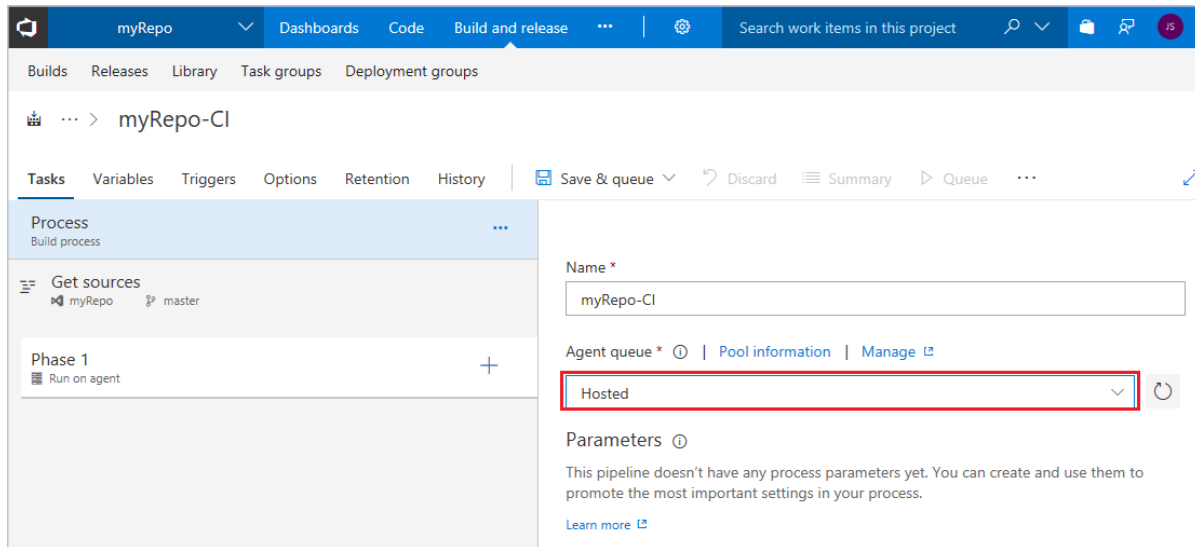 myRepo Dashboards Code Build and release ••• Search work items in this project JS
Builds Releases Library Task groups Deployment groups
··· > myRepo-CI
Tasks Variables Triggers Options Retention History Save & queue Discard Summary Queue ···
Process •••
Build process
Get sources
myRepo master
Phase 1
Run on agent
Name *
myRepo-CI
Agent queue * | Pool information | Manage
Hosted
Parameters
This pipeline doesn't have any process parameters yet. You can create and use them to
promote the most important settings in your process.
Learn more